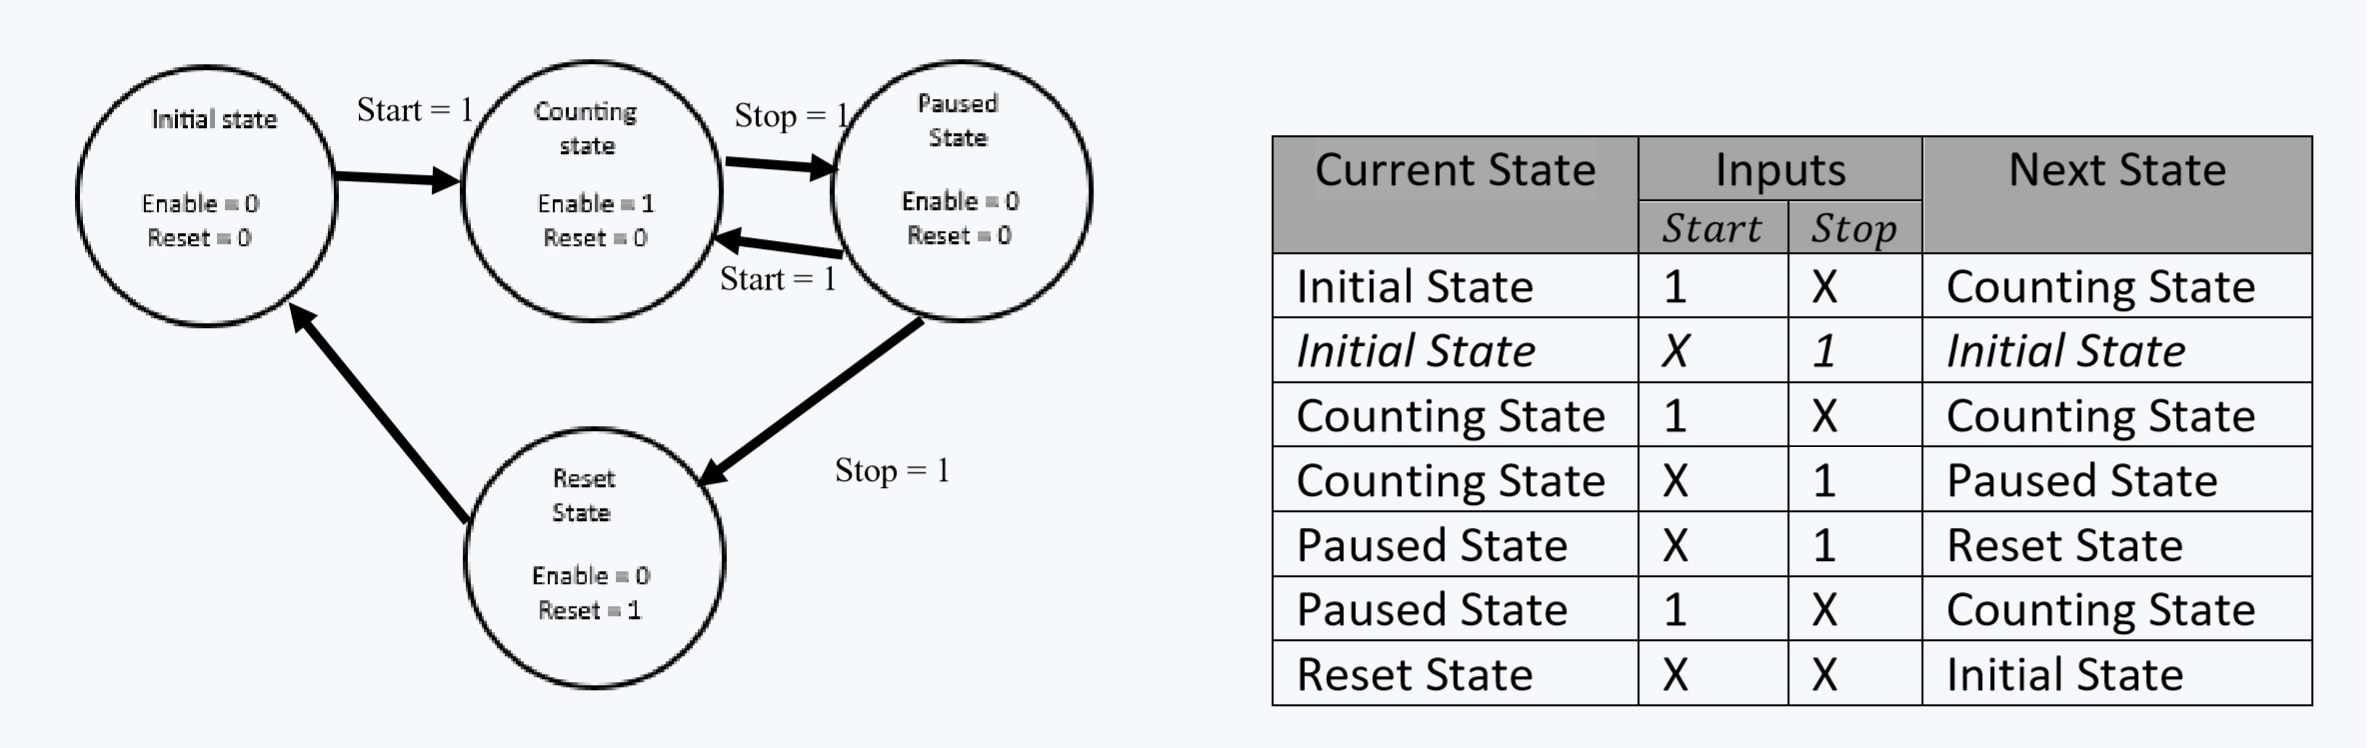 Initial state
Enable = 0
Reset = 0
Start = 1
Counting
state
Enable = 1
Reset = 0
Stop = 1
Start = 1
Paused
State
Enable = 0
Reset = 0
Stop = 1
Reset
State
Enable = 0
Reset = 1
Current State Inputs Next State
Start Stop
Initial State 1 X Counting State
Initial State X 1 Initial State
Counting State 1 X Counting State
Counting State X 1 Paused State
Paused State X 1 Reset State
Paused State 1 X Counting State
Reset State X X Initial State